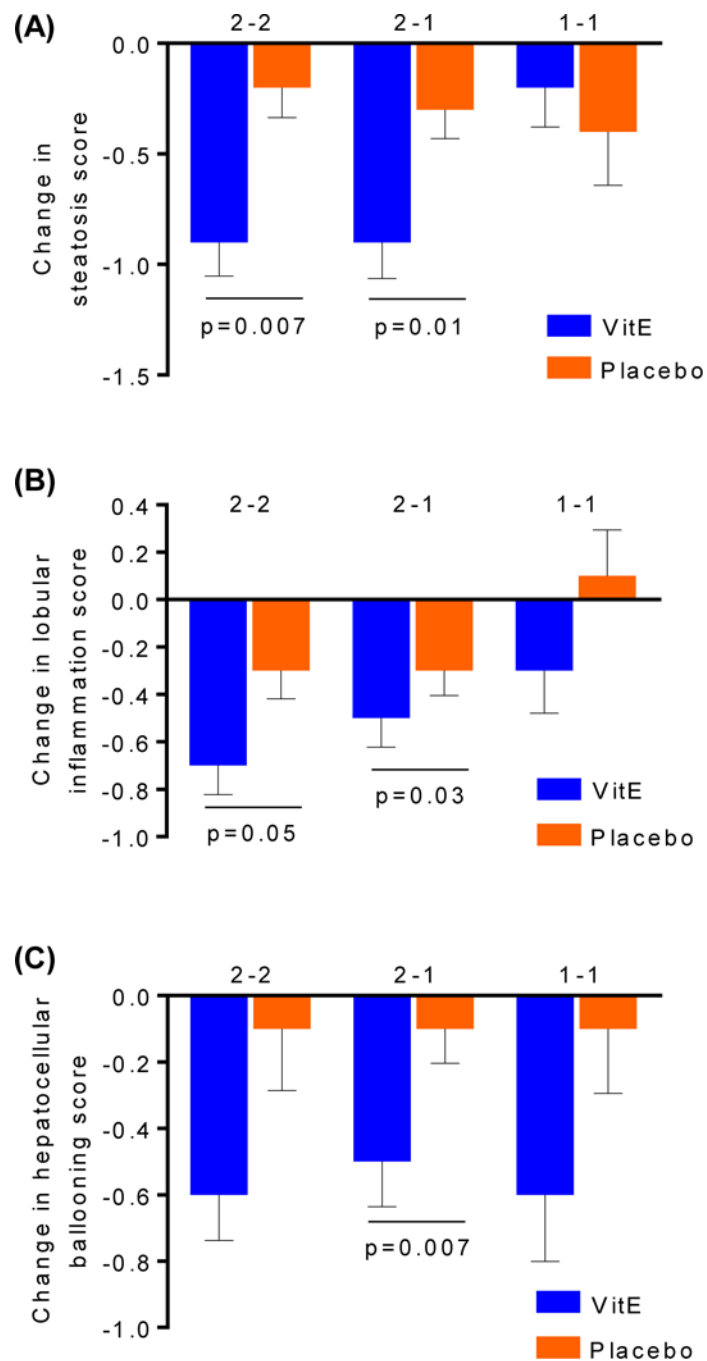 (A)
2-2 2-1 1-1
0.0
-0.5
-1.0
-1.5
Change in
steatosis score
p=0.007 p=0.01
VitE
Placebo
(B)
2-2 2-1 1-1
0.4
0.2
0.0
-0.2
-0.4
-0.6
-0.8
-1.0
Change in lobular
inflammation score
p=0.05 p=0.03
VitE
Placebo
(C)
2-2 2-1 1-1
0.0
-0.2
-0.4
-0.6
-0.8
-1.0
Change in hepatocellular
ballooning score
p=0.007
VitE
Placebo